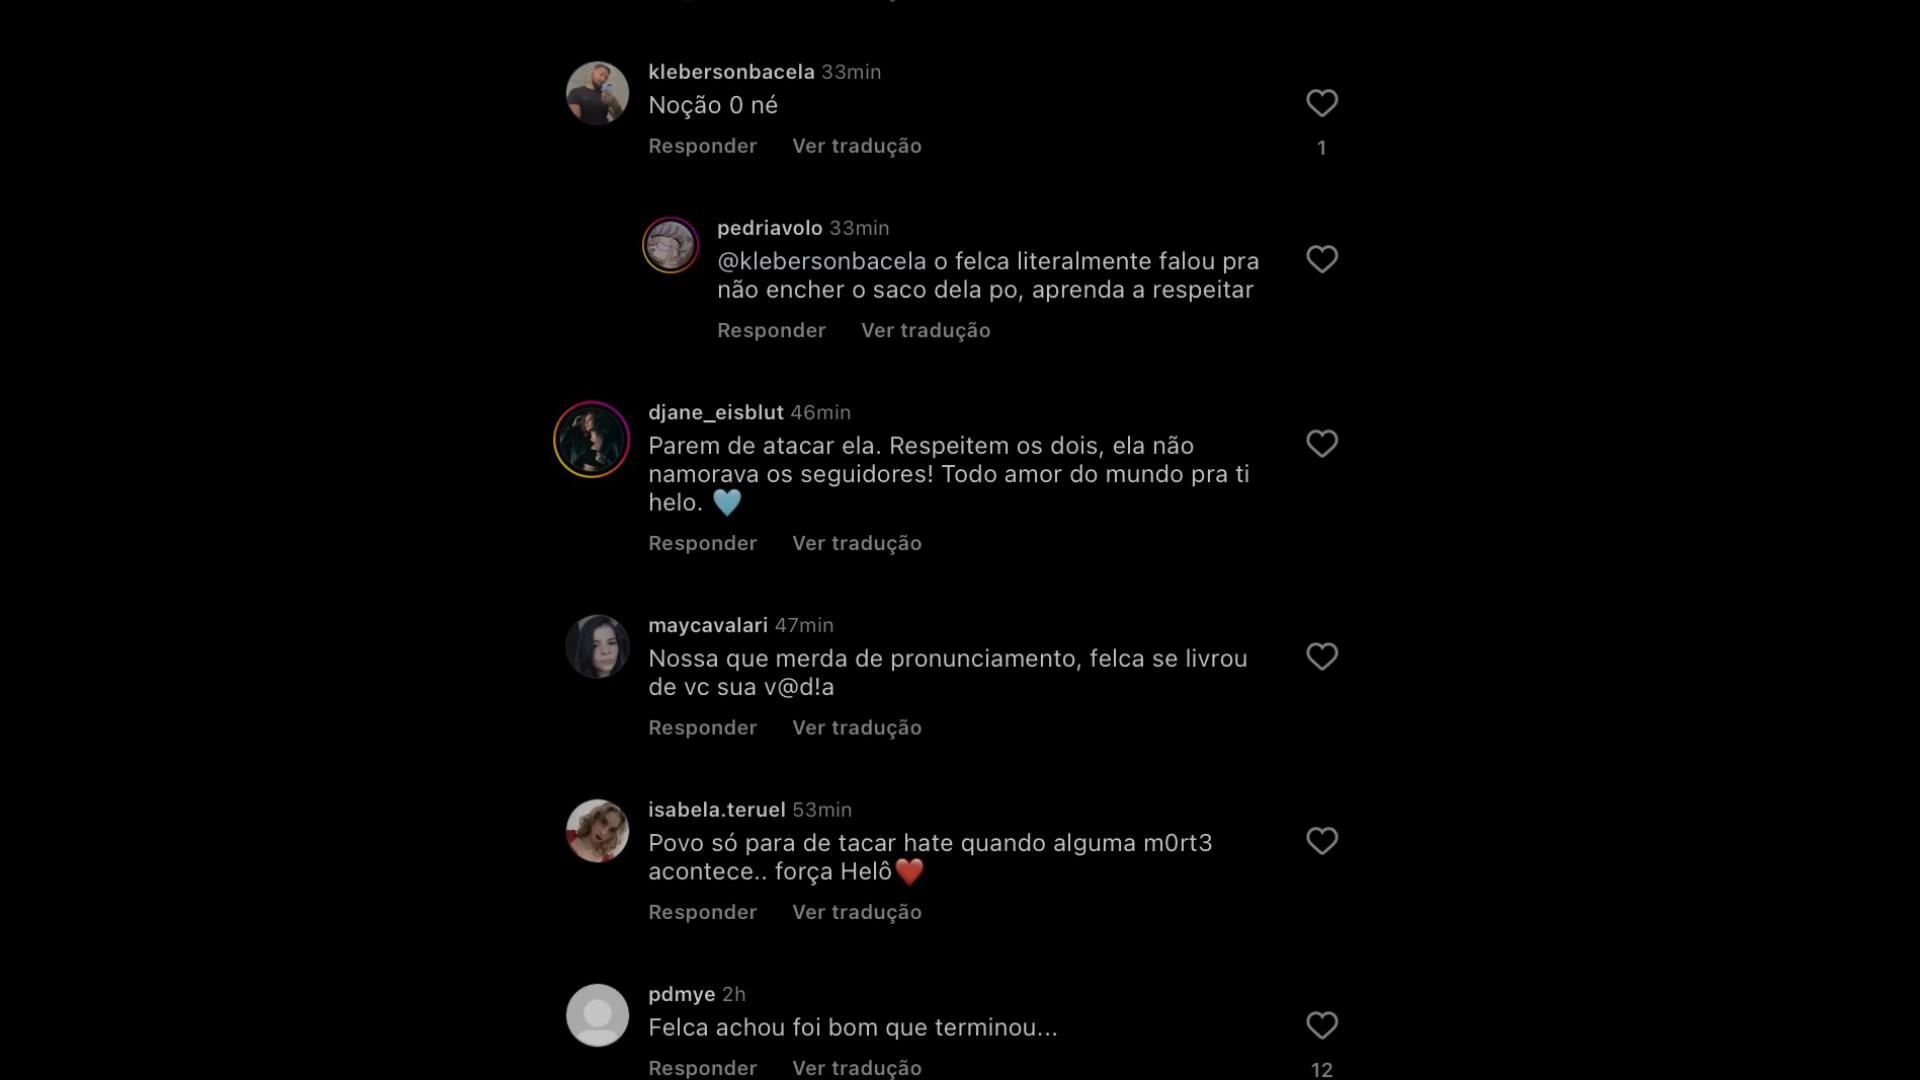 klebersonbacela 33min
Noção 0 né
Responder Ver tradução
1
pedriavolo 33min
@klebersonbacela o felca literalmente falou pra
não encher o saco dela po, aprenda a respeitar
Responder Ver tradução
djane_eisblut 46min
Parem de atacar ela. Respeitem os dois, ela não
namorava os seguidores! Todo amor do mundo pra ti
helo. 🩵
Responder Ver tradução
maycavalari 47min
Nossa que merda de pronunciamento, felca se livrou
de vc sua v@d!a
Responder Ver tradução
isabela.teruel 53min
Povo só para de tacar hate quando alguma m0rt3
acontece.. força Helô❤️
Responder Ver tradução
pdmye 2h
Felca achou foi bom que terminou...
Responder Ver tradução
12